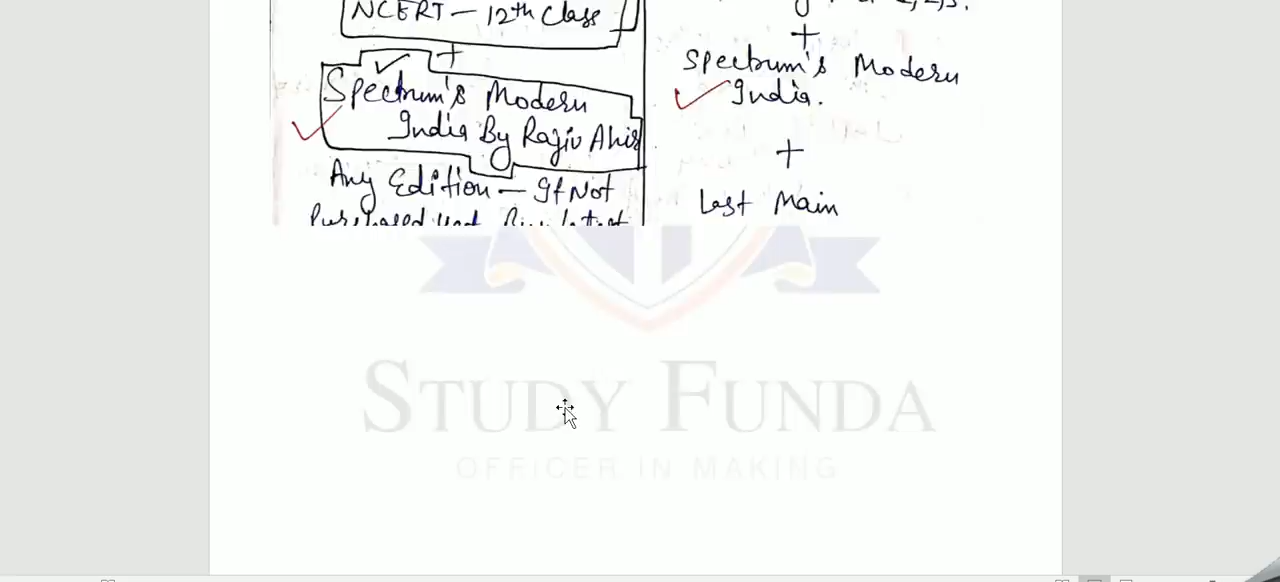 NCERT - 12th Class
+
Spectrum's Modern
India By Rajiv Ahir
Any Edition - If Not
Purchased
Spectrum's Modern
India.
+
Last Main
STUDY FUNDA
OFFICER IN MAKING